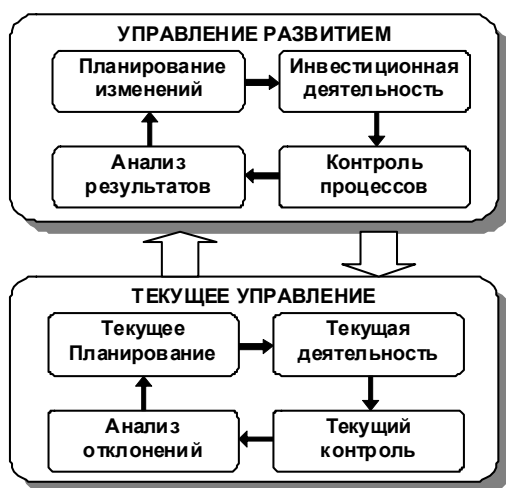 УПРАВЛЕНИЕ РАЗВИТИЕМ
Планирование
изменений
Инвестиционная
деятельность
Анализ
результатов
Контроль
процессов
ТЕКУЩЕЕ УПРАВЛЕНИЕ
Текущее
Планирование
Текущая
деятельность
Анализ
отклонений
Текущий
контроль